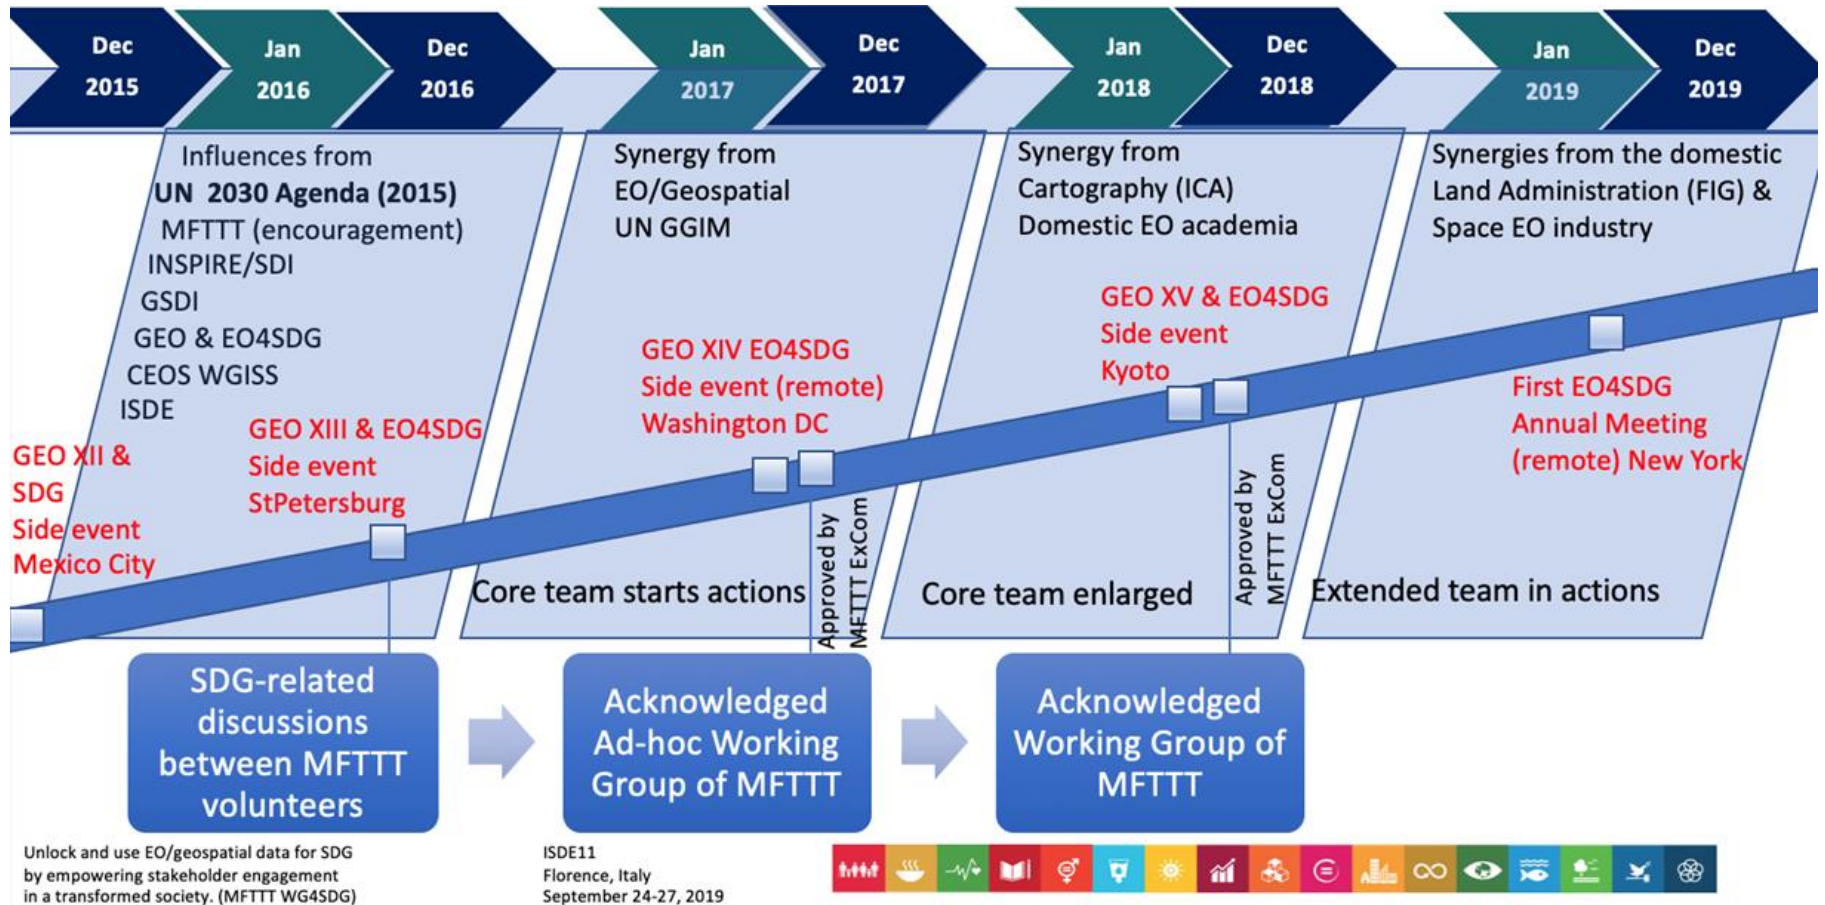 Dec
2015
Jan
2016
Dec
2016
Jan
2017
Dec
2017
Jan
2018
Dec
2018
Jan
2019
Dec
2019
Influences from
UN 2030 Agenda (2015)
MFTTT (encouragement)
INSPIRE/SDI
GSDI
GEO & EO4SDG
CEOS WGISS
ISDE
Synergy from
EO/Geospatial
UN GGIM
Synergy from
Cartography (ICA)
Domestic EO academia
Synergies from the domestic
Land Administration (FIG) &
Space EO industry
GEO XII &
SDG
Side event
Mexico City
GEO XIII & EO4SDG
Side event
StPetersburg
GEO XIV EO4SDG
Side event (remote)
Washington DC
GEO XV & EO4SDG
Side event
Kyoto
First EO4SDG
Annual Meeting
(remote) New York
Core team starts actions
Approved by
MFTTT ExCom
Core team enlarged
Approved by
MFTTT ExCom
Extended team in actions
SDG-related
discussions
between MFTTT
volunteers
Acknowledged
Ad-hoc Working
Group of MFTTT
Acknowledged
Working Group of
MFTTT
Unlock and use EO/geospatial data for SDG
by empowering stakeholder engagement
in a transformed society. (MFTTT WG4SDG)
ISDE11
Florence, Italy
September 24-27, 2019